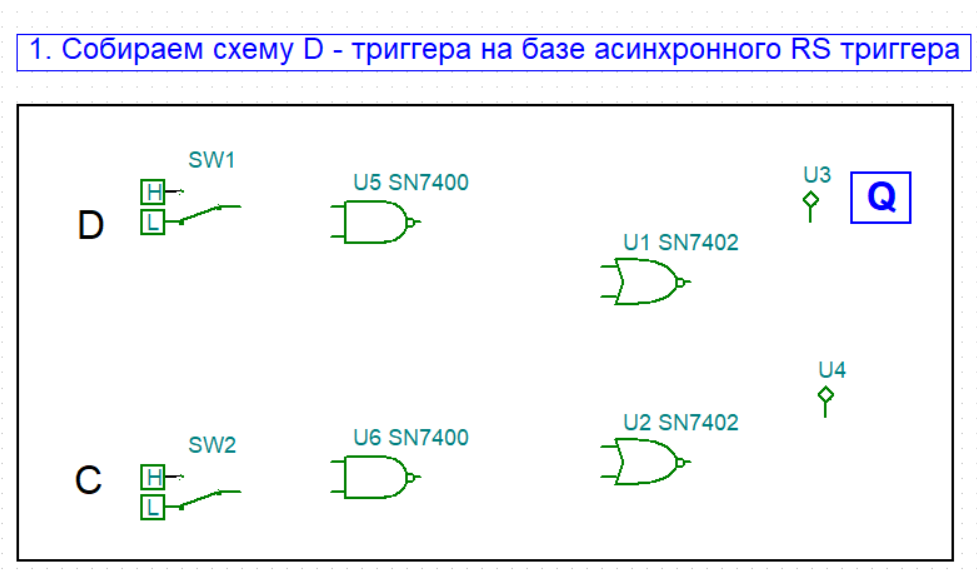 1. Собираем схему D - триггера на базе асинхронного RS триггера
SW1
H
L
D
U5 SN7400
U3
Q
U1 SN7402
U4
SW2
H
L
C
U6 SN7400
U2 SN7402